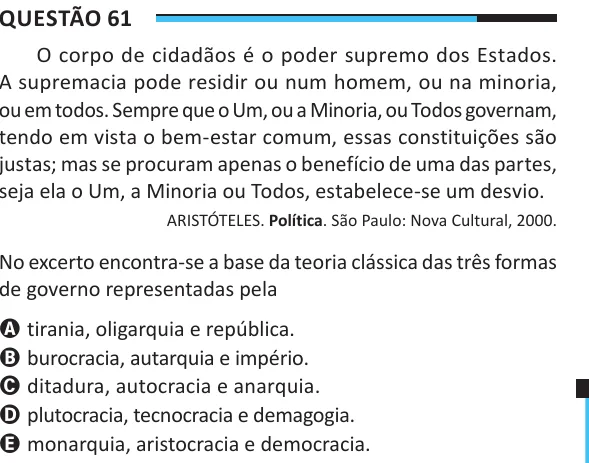 QUESTÃO 61
O corpo de cidadãos é o poder supremo dos Estados.
A supremacia pode residir ou num homem, ou na minoria,
ou em todos. Sempre que o Um, ou a Minoria, ou Todos governam,
tendo em vista o bem-estar comum, essas constituições são
justas; mas se procuram apenas o benefício de uma das partes,
seja ela o Um, a Minoria ou Todos, estabelece-se um desvio.
ARISTÓTELES. Política. São Paulo: Nova Cultural, 2000.
No excerto encontra-se a base da teoria clássica das três formas
de governo representadas pela
A tirania, oligarquia e república.
B burocracia, autarquia e império.
C ditadura, autocracia e anarquia.
D plutocracia, tecnocracia e demagogia.
E monarquia, aristocracia e democracia.